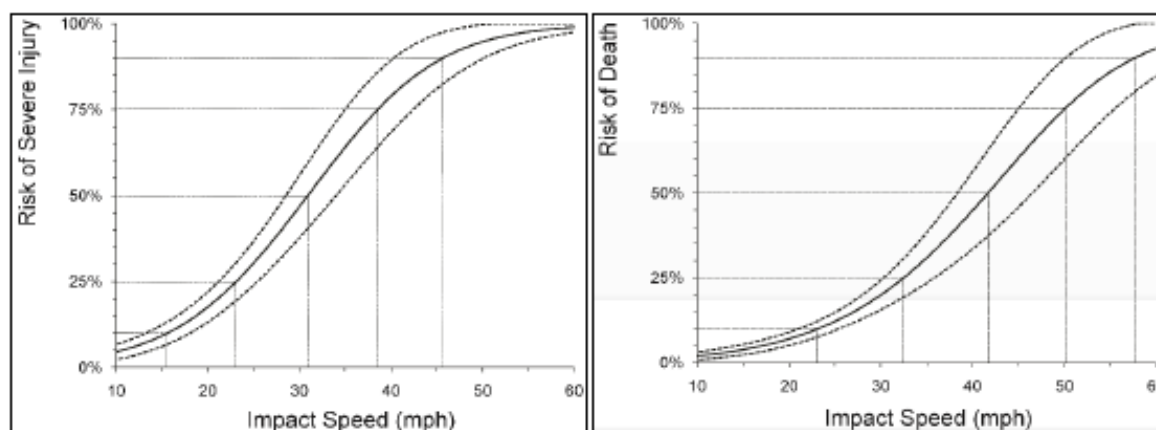 Risk of Severe Injury
100%
75%
50%
25%
0%
10 20 30 40 50 60
Impact Speed (mph)
Risk of Death
100%
75%
50%
25%
0%
10 20 30 40 50
Impact Speed (mph)